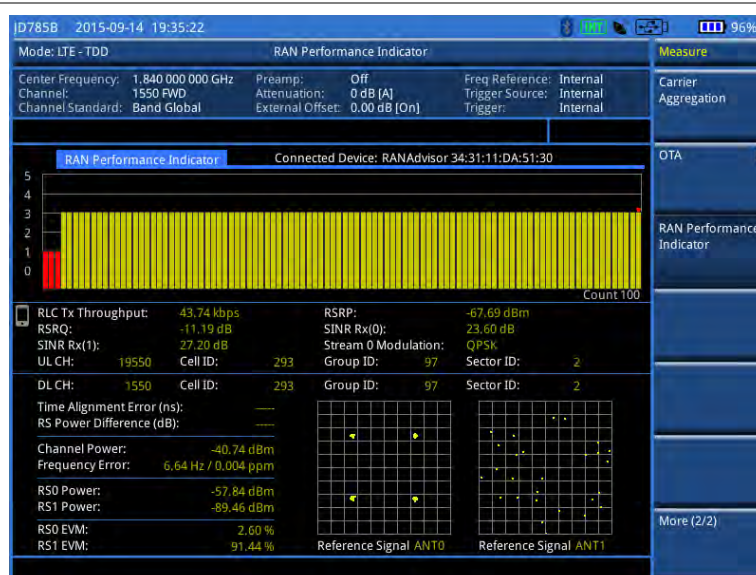 JD785B 2015-09-14 19:35:22 INT 96%
Mode: LTE - TDD RAN Performance Indicator Measure
Center Frequency: 1.840 000 000 GHz Preamp: Off Freq Reference: Internal
Channel: 1550 FWD Attenuation: 0 dB [A] Trigger Source: Internal
Channel Standard: Band Global External Offset: 0.00 dB [On] Trigger: Internal
Carrier
Aggregation
RAN Performance Indicator Connected Device: RANAdvisor 34:31:11:DA:51:30
OTA
5
4
3
2
1
0
RAN Performance
Indicator
Count 100
RLC Tx Throughput: 43.74 kbps RSRP: -67.69 dBm
RSRQ: -11.19 dB SINR Rx(0): 23.60 dB
SINR Rx(1): 27.20 dB Stream 0 Modulation: QPSK
UL CH: 19550 Cell ID: 293 Group ID: 97 Sector ID: 2
DL CH: 1550 Cell ID: 293 Group ID: 97 Sector ID: 2
Time Alignment Error (ns): -----
RS Power Difference (dB): -----
Channel Power: -40.74 dBm
Frequency Error: 6.64 Hz / 0.004 ppm
RS0 Power: -57.84 dBm
RS1 Power: -89.46 dBm
RS0 EVM: 2.60 %
RS1 EVM: 91.44 %
Reference Signal ANT0 Reference Signal ANT1
More (2/2)